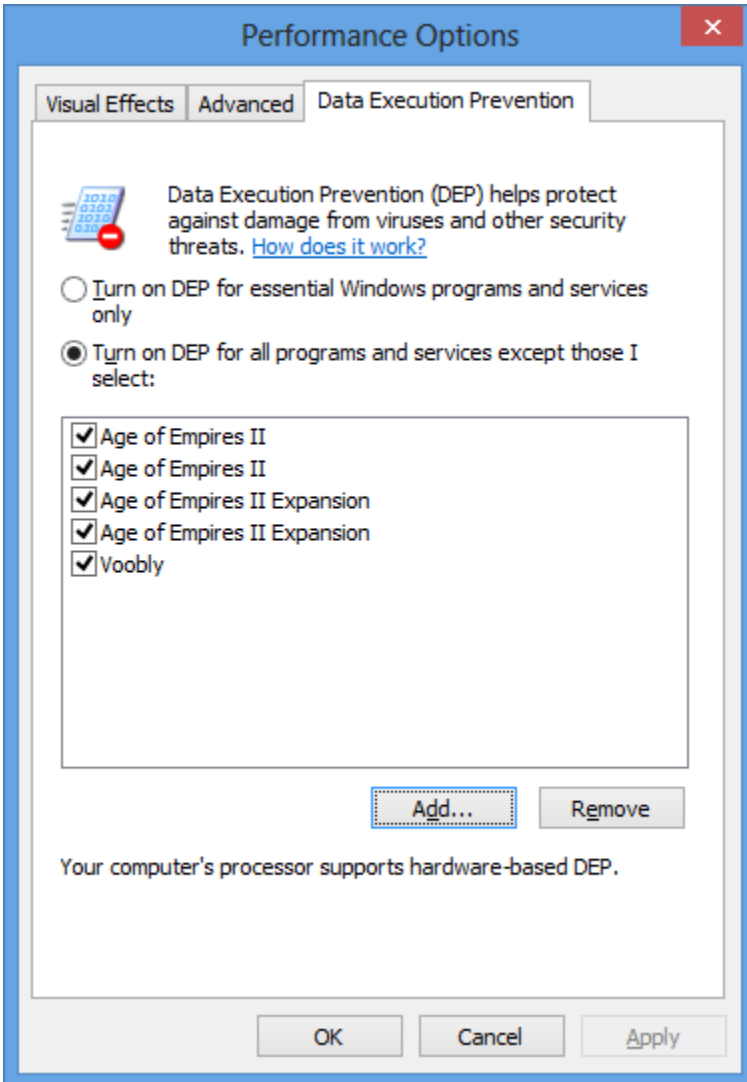 Performance Options
Visual Effects
Advanced
Data Execution Prevention
Data Execution Prevention (DEP) helps protect
against damage from viruses and other security
threats. How does it work?
Turn on DEP for essential Windows programs and services
only
Turn on DEP for all programs and services except those I
select:
Age of Empires II
Age of Empires II
Age of Empires II Expansion
Age of Empires II Expansion
Voobly
Add...
Remove
Your computer's processor supports hardware-based DEP.
OK
Cancel
Apply